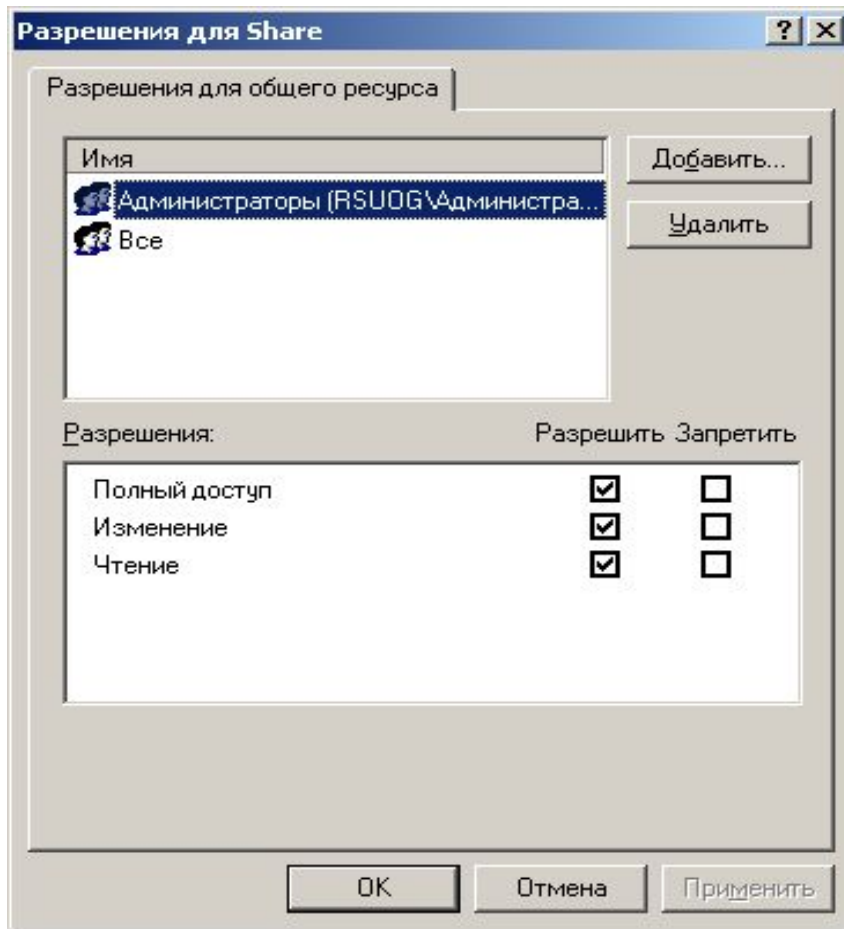 Разрешения для Share
Разрешения для общего ресурса
Имя
Добавить...
Администраторы (RSUOG\Администра...
Удалить
Все
Разрешения:
Разрешить Запретить
Полный доступ
Изменение
Чтение
OK
Отмена
Применить